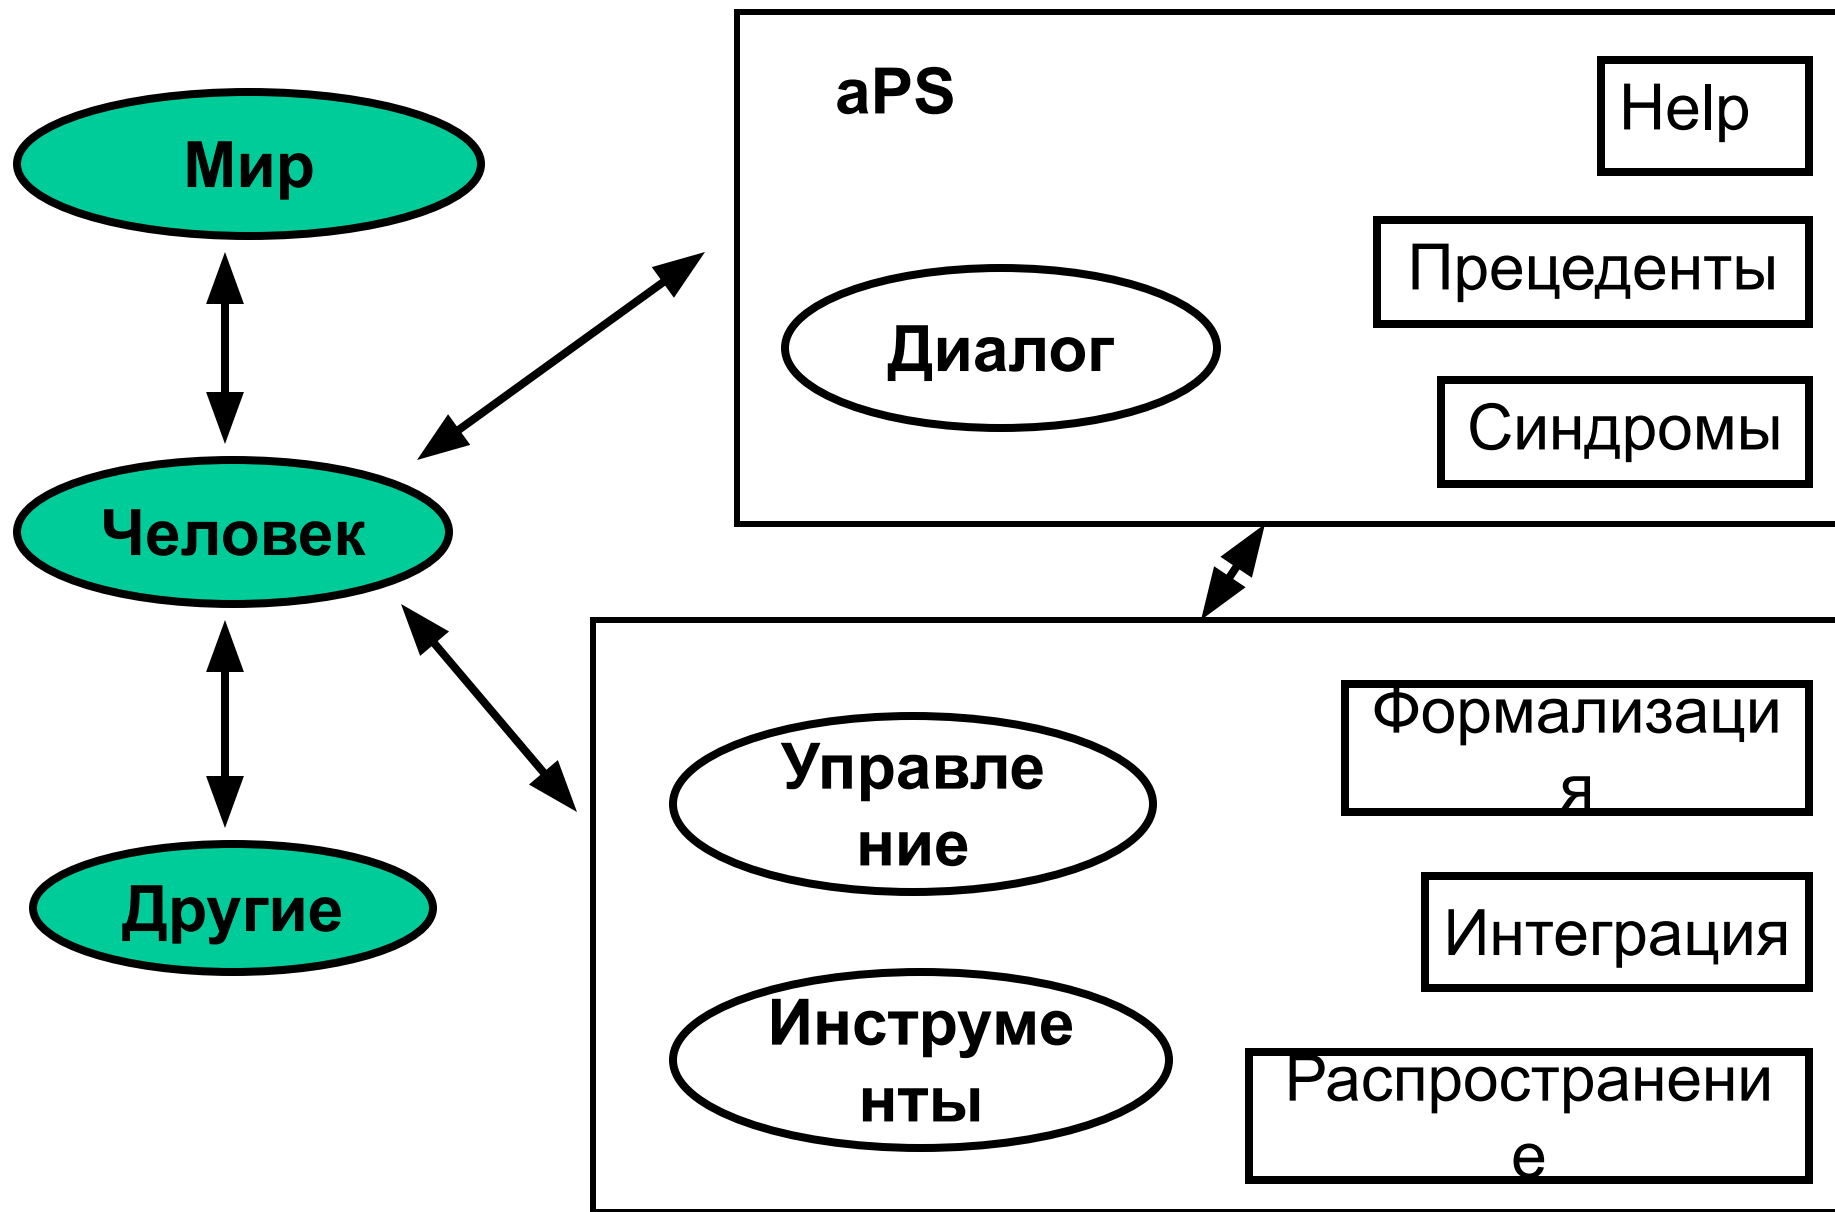 Мир
Человек
Другие
aPS
Диалог
Help
Прецеденты
Синдромы
Управле
ние
Инструме
нты
Формализаци
я
Интеграция
Распространени
е